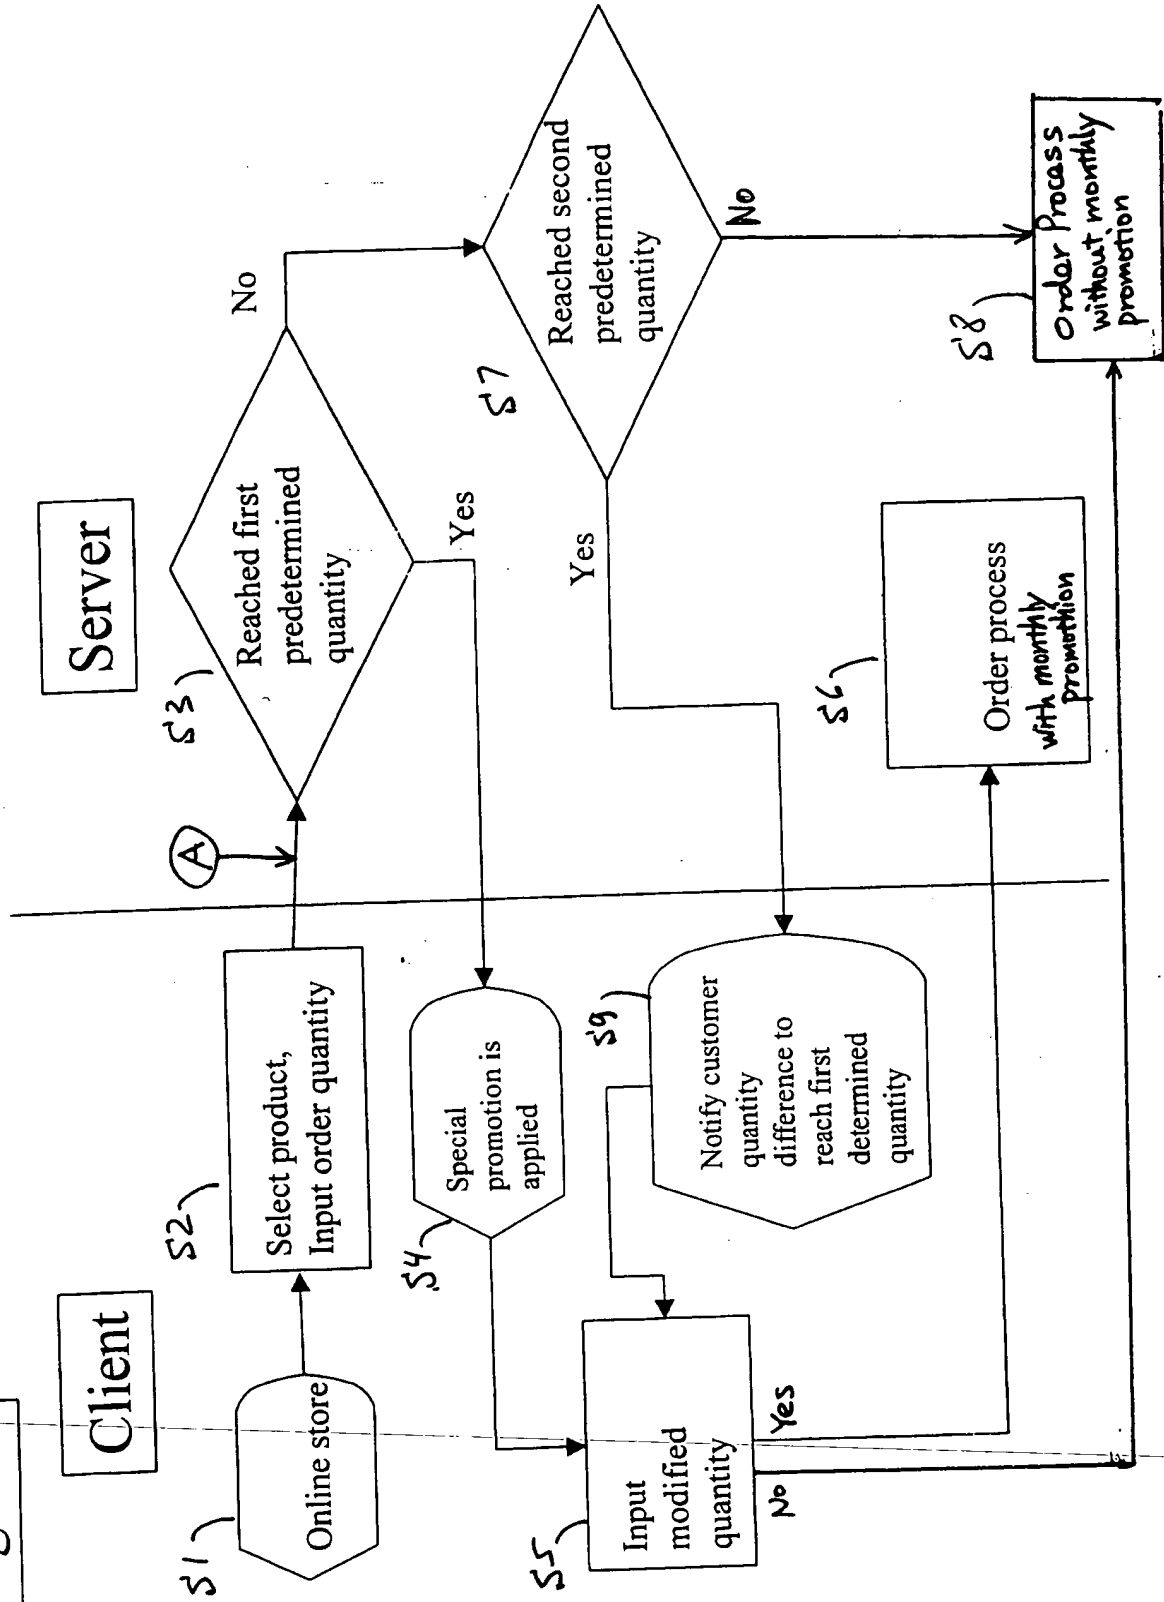 Client
Server
S1
Online store
S2
Select product,
Input order quantity
A
S3
Reached first
predetermined
quantity
No
Yes
S4
Special
promotion is
applied
S7
Reached second
predetermined
quantity
Yes
No
S9
Notify customer
quantity
difference to
reach first
determined
quantity
S5
Input
modified
quantity
Yes
No
S6
Order process
with monthly
promothion
S8
Order Process
without monthly
promotion